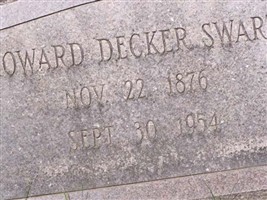 OWARD DECKER SWAR
NOV. 22. 1876
SEPT. 30 1954